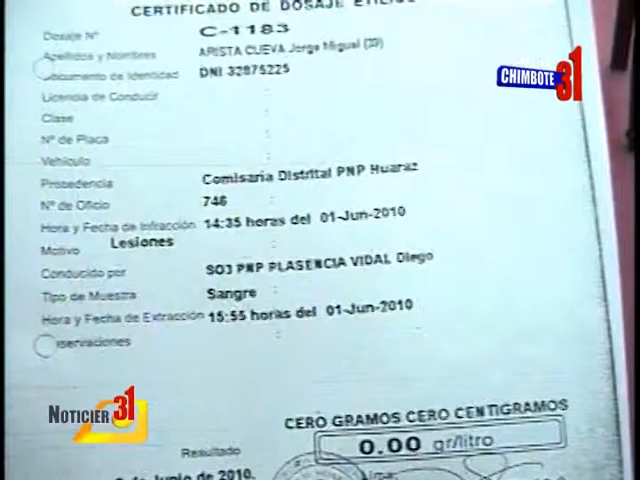 CERTIFICADO DE DOSAJE ETILICO
Dosaje Nº C-1183
Apellidos y Nombres ARISTA CUEVA Jorge Miguel (39)
Documento de Identidad DNI 32875225
Licencia de Conducir :
Clase :
Nº de Placa :
Vehículo :
Procedencia Comisaria Distrital PNP Huaraz
Nº de Oficio 746
Hora y Fecha de Infracción 14:35 horas del 01-Jun-2010
Motivo Lesiones :
Conducido por SO3 PNP PLASENCIA VIDAL Diego
Tipo de Muestra Sangre :
Hora y Fecha de Extracción 15:55 horas del 01-Jun-2010
Observaciones :
CERO GRAMOS CERO CENTIGRAMOS
Resultado 0.00 gr/litro
de Junio de 2010.
CHIMBOTE 31
NOTICIER 31